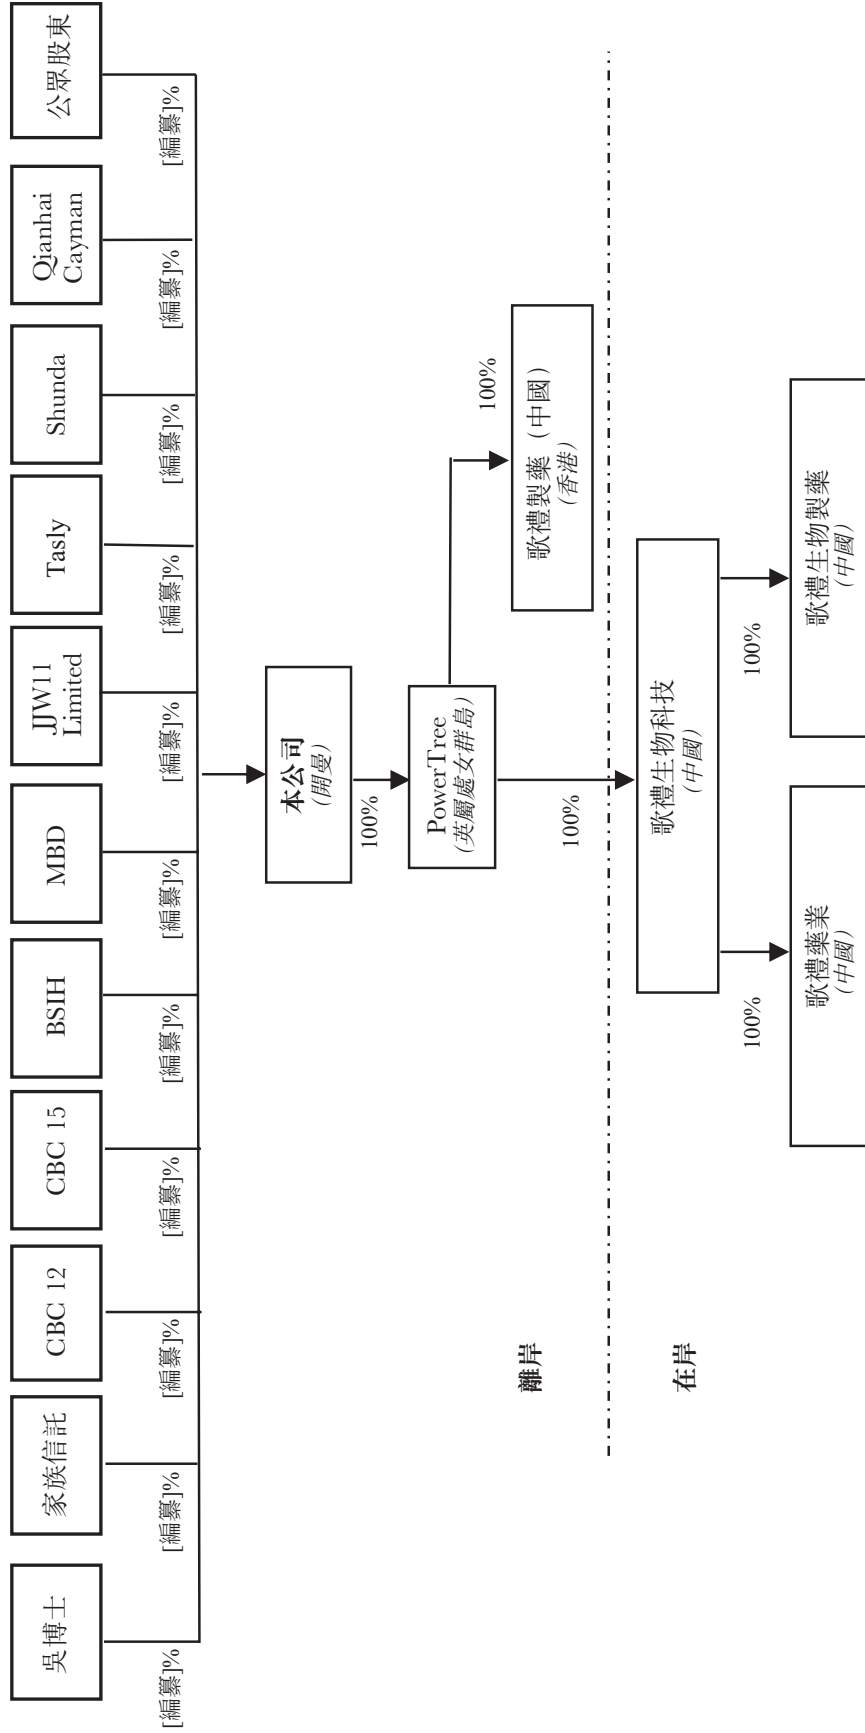 吳博士
家族信託
CBC 12
CBC 15
BSIH
MBD
JJW11
Limited
Tasly
Shunda
Qianhai
Cayman
公眾股東
[編纂]%
[編纂]%
[編纂]%
[編纂]%
[編纂]%
[編纂]%
[編纂]%
[編纂]%
[編纂]%
[編纂]%
[編纂]%
本公司
(開曼)
100%
PowerTree
(英屬處女群島)
100%
歌禮製藥（中國）
(香港)
離岸
100%
在岸
歌禮生物科技
(中國)
100%
100%
歌禮藥業
(中國)
歌禮生物製藥
(中國)